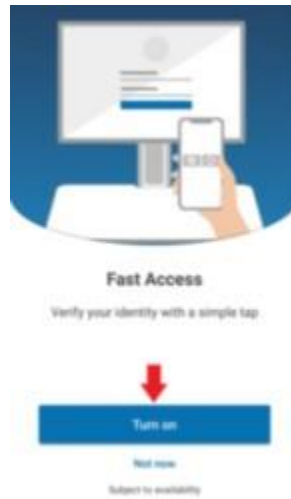 Fast Access
Verify your identity with a simple tap
Turn on
Not now
Subject to availability